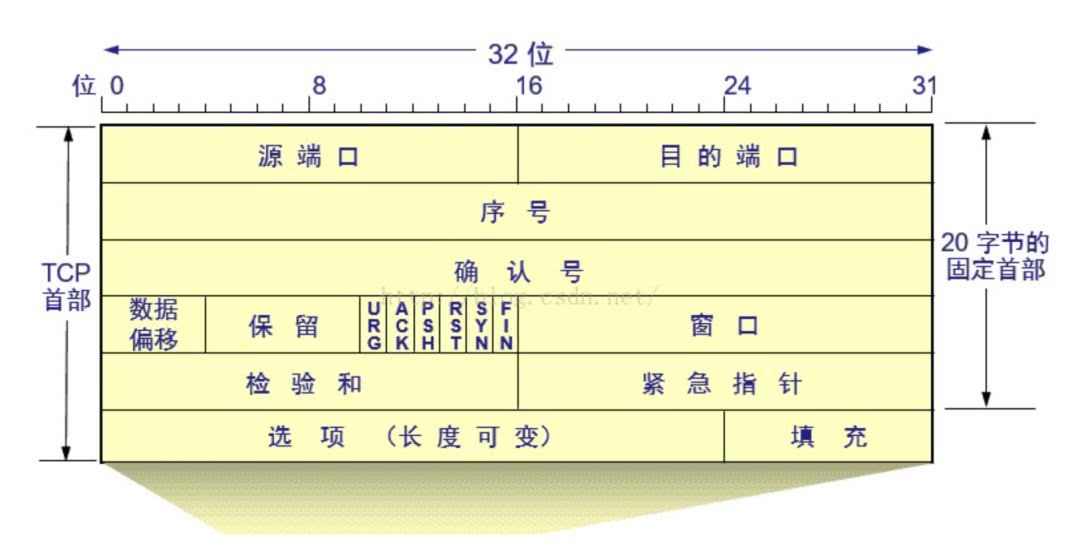 32 位
位 0 8 16 24 31
源 端 口 目 的 端 口
序 号
确 认 号
http://blog.csdn.net/
数据
偏移
保 留
URG
ACK
PSH
RST
SYN
FIN
窗 口
检 验 和 紧 急 指 针
选 项 (长 度 可 变) 填 充
TCP
首部
20 字节的
固定首部